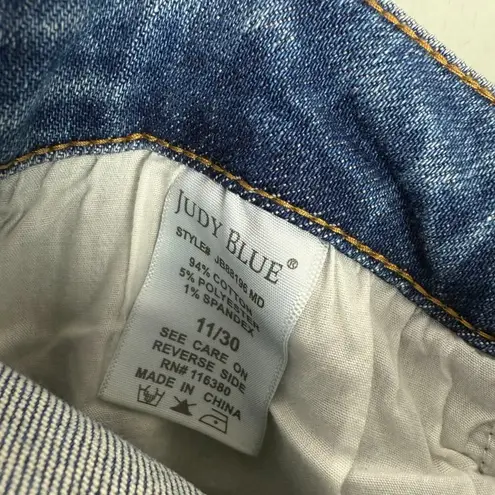 JUDY BLUE®
STYLE# JB88196 MD
94% COTTON
5% POLYESTER
1% SPANDEX
11/30
SEE CARE ON
REVERSE SIDE
RN# 116380
MADE IN CHINA